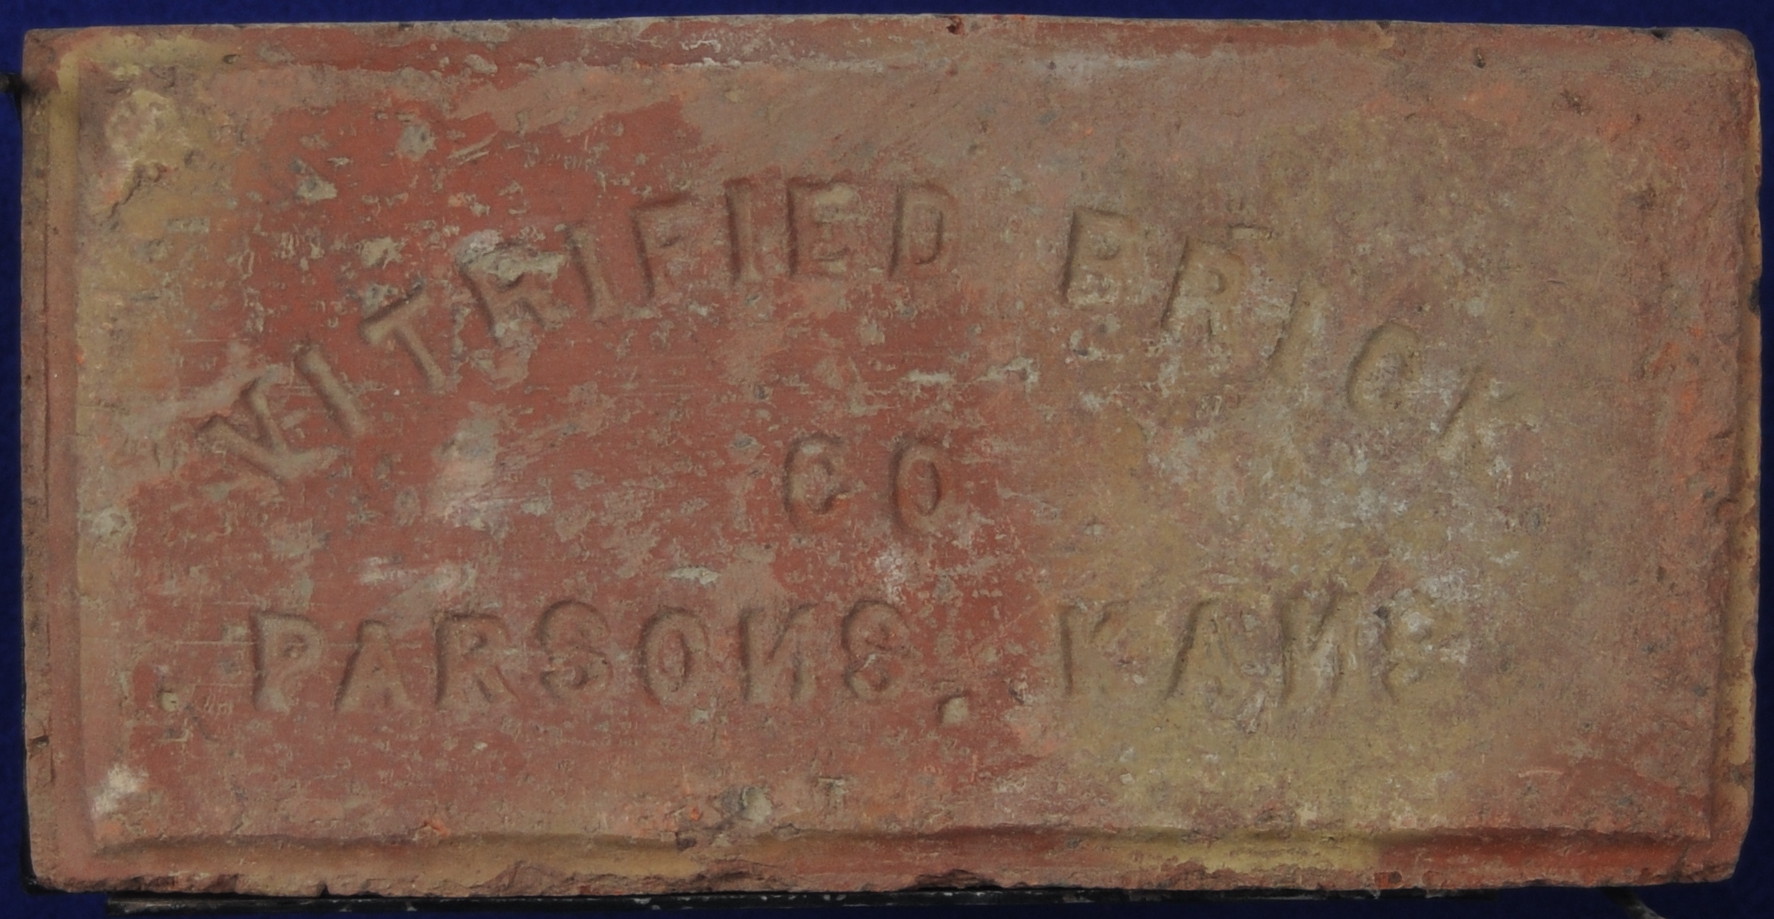 VITRIFIED BRICK
CO
PARSONS. KANS